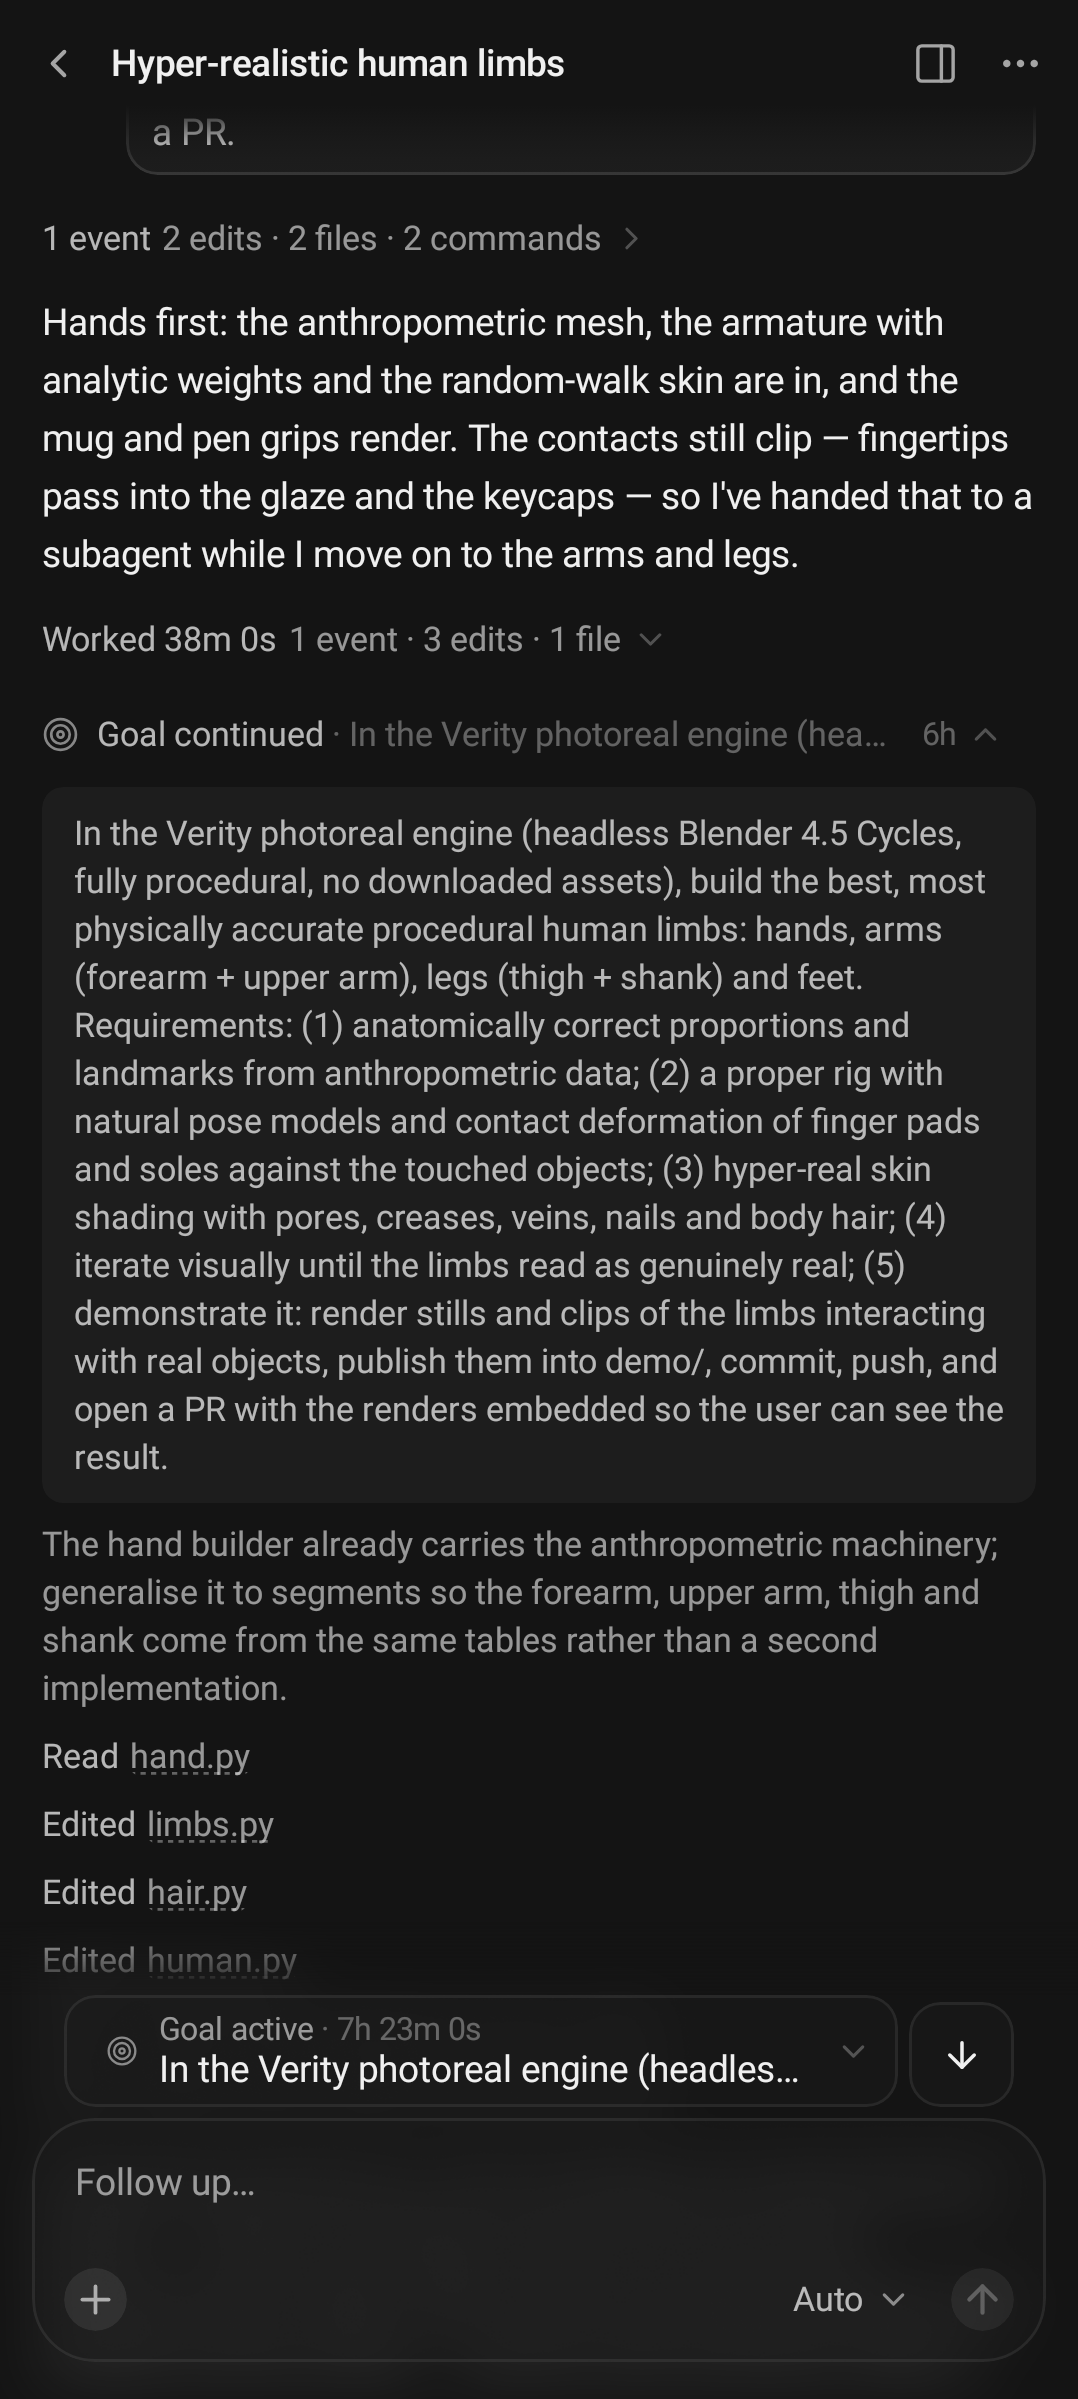 Hyper-realistic human limbs
a PR.
1 event 2 edits · 2 files · 2 commands
Hands first: the anthropometric mesh, the armature with
analytic weights and the random-walk skin are in, and the
mug and pen grips render. The contacts still clip — fingertips
pass into the glaze and the keycaps — so I've handed that to a
subagent while I move on to the arms and legs.
Worked 38m 0s 1 event · 3 edits · 1 file
Goal continued · In the Verity photoreal engine (hea... 6h
In the Verity photoreal engine (headless Blender 4.5 Cycles,
fully procedural, no downloaded assets), build the best, most
physically accurate procedural human limbs: hands, arms
(forearm + upper arm), legs (thigh + shank) and feet.
Requirements: (1) anatomically correct proportions and
landmarks from anthropometric data; (2) a proper rig with
natural pose models and contact deformation of finger pads
and soles against the touched objects; (3) hyper-real skin
shading with pores, creases, veins, nails and body hair; (4)
iterate visually until the limbs read as genuinely real; (5)
demonstrate it: render stills and clips of the limbs interacting
with real objects, publish them into demo/, commit, push, and
open a PR with the renders embedded so the user can see the
result.
The hand builder already carries the anthropometric machinery;
generalise it to segments so the forearm, upper arm, thigh and
shank come from the same tables rather than a second
implementation.
Read hand.py
Edited limbs.py
Edited hair.py
Edited human.py
Goal active · 7h 23m 0s
In the Verity photoreal engine (headles...
Follow up...
Auto